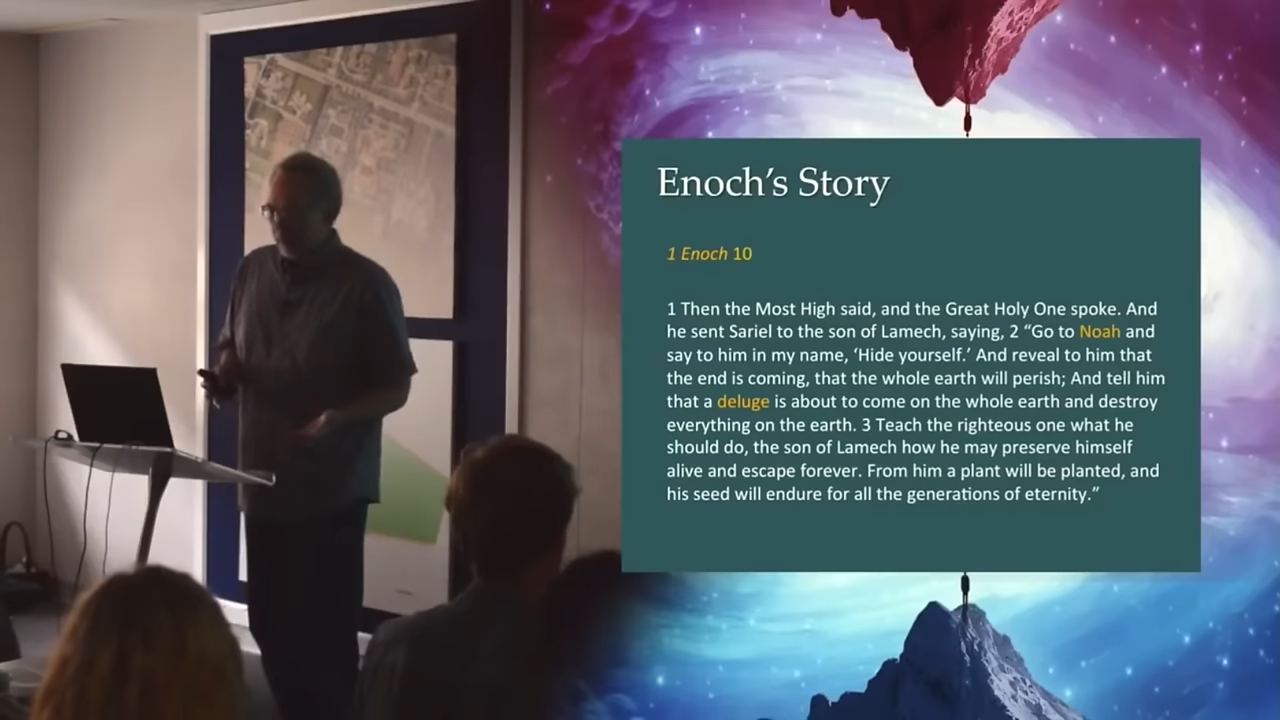 Enoch’s Story
1 Enoch 10
1 Then the Most High said, and the Great Holy One spoke. And
he sent Sariel to the son of Lamech, saying, 2 “Go to Noah and
say to him in my name, ‘Hide yourself.’ And reveal to him that
the end is coming, that the whole earth will perish; And tell him
that a deluge is about to come on the whole earth and destroy
everything on the earth. 3 Teach the righteous one what he
should do, the son of Lamech how he may preserve himself
alive and escape forever. From him a plant will be planted, and
his seed will endure for all the generations of eternity.”